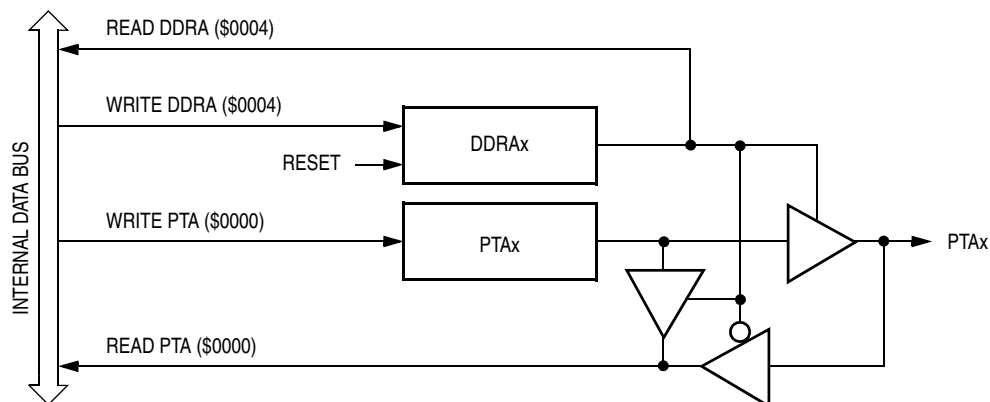 READ DDRA ($0004)
WRITE DDRA ($0004)
RESET
DDRAx
WRITE PTA ($0000)
PTAx
PTAx
READ PTA ($0000)
INTERNAL DATA BUS